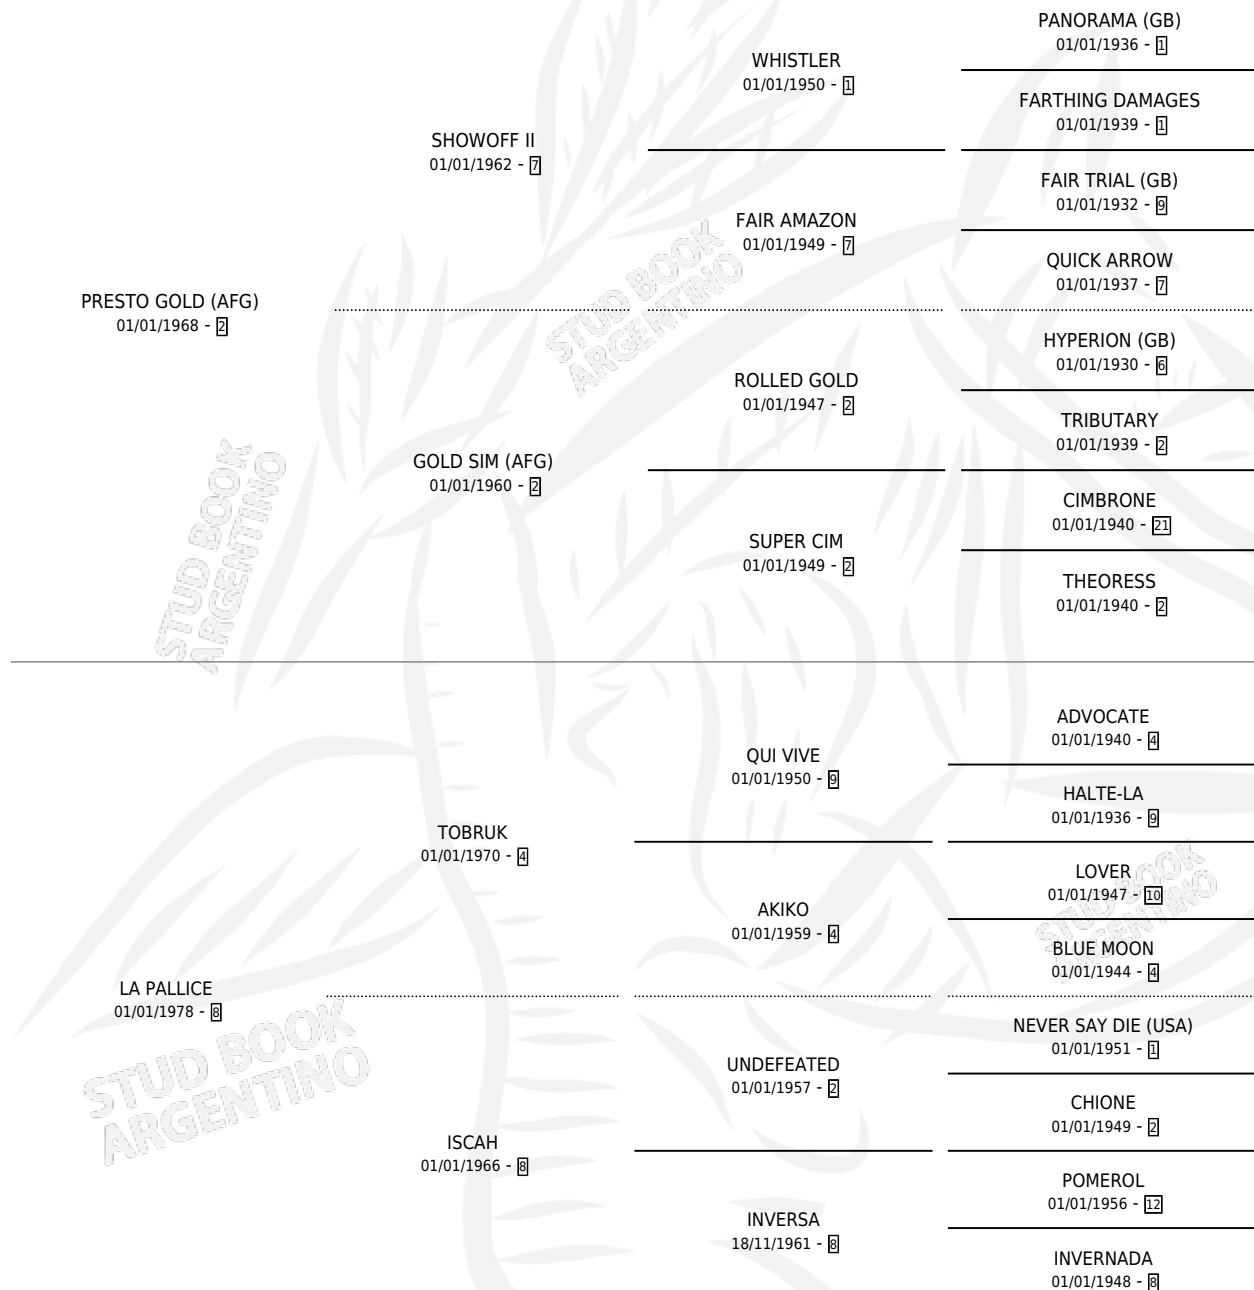 PANORAMA (GB)
01/01/1936 - 1
WHISTLER
01/01/1950 - 1
FARTHING DAMAGES
01/01/1939 - 1
SHOWOFF II
01/01/1962 - 7
FAIR TRIAL (GB)
01/01/1932 - 9
FAIR AMAZON
01/01/1949 - 7
QUICK ARROW
01/01/1937 - 7
PRESTO GOLD (AFG)
01/01/1968 - 2
HYPERION (GB)
01/01/1930 - 6
ROLLED GOLD
01/01/1947 - 2
TRIBUTARY
01/01/1939 - 2
GOLD SIM (AFG)
01/01/1960 - 2
CIMBRONE
01/01/1940 - 21
SUPER CIM
01/01/1949 - 2
THEORESS
01/01/1940 - 2
ADVOCATE
01/01/1940 - 4
QUI VIVE
01/01/1950 - 9
HALTE-LA
01/01/1936 - 9
TOBRUK
01/01/1970 - 4
LOVER
01/01/1947 - 10
AKIKO
01/01/1959 - 4
BLUE MOON
01/01/1944 - 4
LA PALLICE
01/01/1978 - 8
NEVER SAY DIE (USA)
01/01/1951 - 1
UNDEFEATED
01/01/1957 - 2
CHIONE
01/01/1949 - 2
ISCAH
01/01/1966 - 8
POMEROL
01/01/1956 - 12
INVERSA
18/11/1961 - 8
INVERNADA
01/01/1948 - 8
STUD BOOK
ARGENTINO
STUD BOOK
ARGENTINO
STUD BOOK
ARGENTINO
STUD BOOK
ARGENTINO